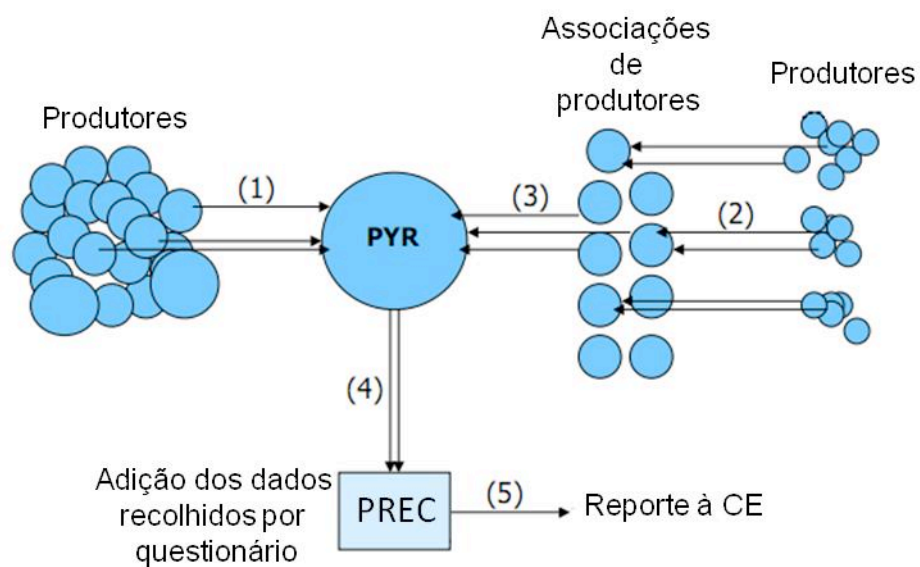 Associações
de
produtores
Produtores
Produtores
(1)
(3)
(2)
PYR
(4)
Adição dos dados
recolhidos por
questionário
PREC
(5)
Reporte à CE